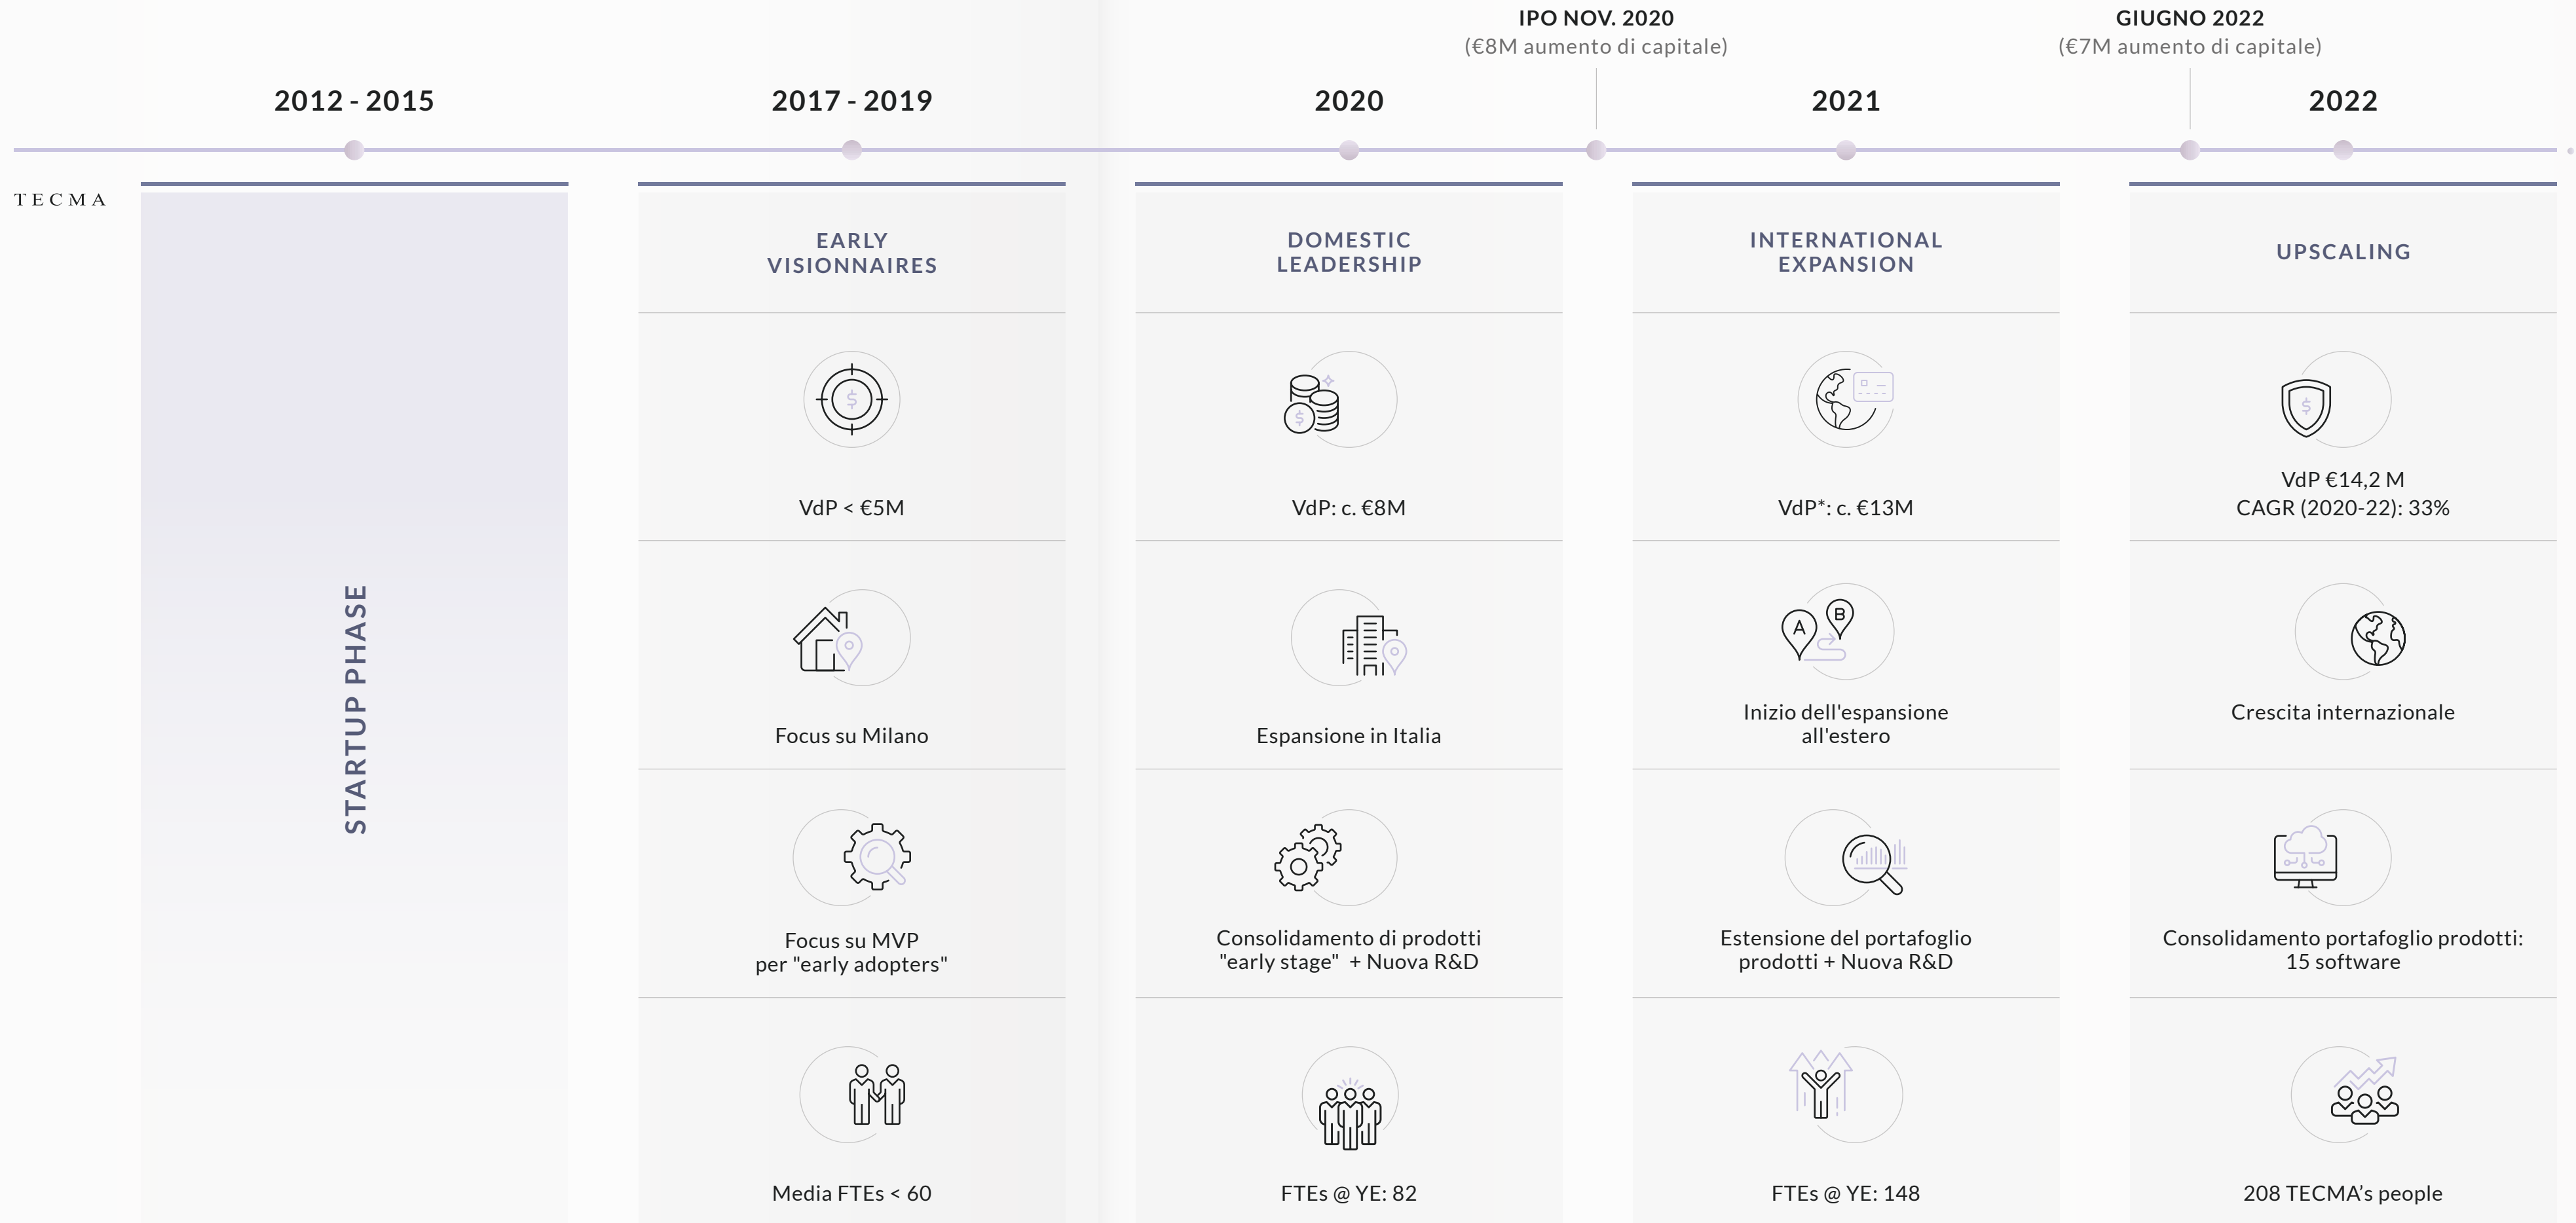 IPO NOV. 2020
(€8M aumento di capitale)
GIUGNO 2022
(€7M aumento di capitale)
2012 - 2015
2017 - 2019
2020
2021
2022
TECMA
STARTUP PHASE
EARLY
VISIONNAIRES
$
VdP < €5M
Focus su Milano
Focus su MVP
per "early adopters"
Media FTEs < 60
DOMESTIC
LEADERSHIP
$
VdP: c. €8M
Espansione in Italia
Consolidamento di prodotti
"early stage" + Nuova R&D
FTEs @ YE: 82
INTERNATIONAL
EXPANSION
VdP*: c. €13M
A
B
Inizio dell'espansione
all'estero
Estensione del portafoglio
prodotti + Nuova R&D
FTEs @ YE: 148
UPSCALING
$
VdP €14,2 M
CAGR (2020-22): 33%
Crescita internazionale
Consolidamento portafoglio prodotti:
15 software
208 TECMA’s people